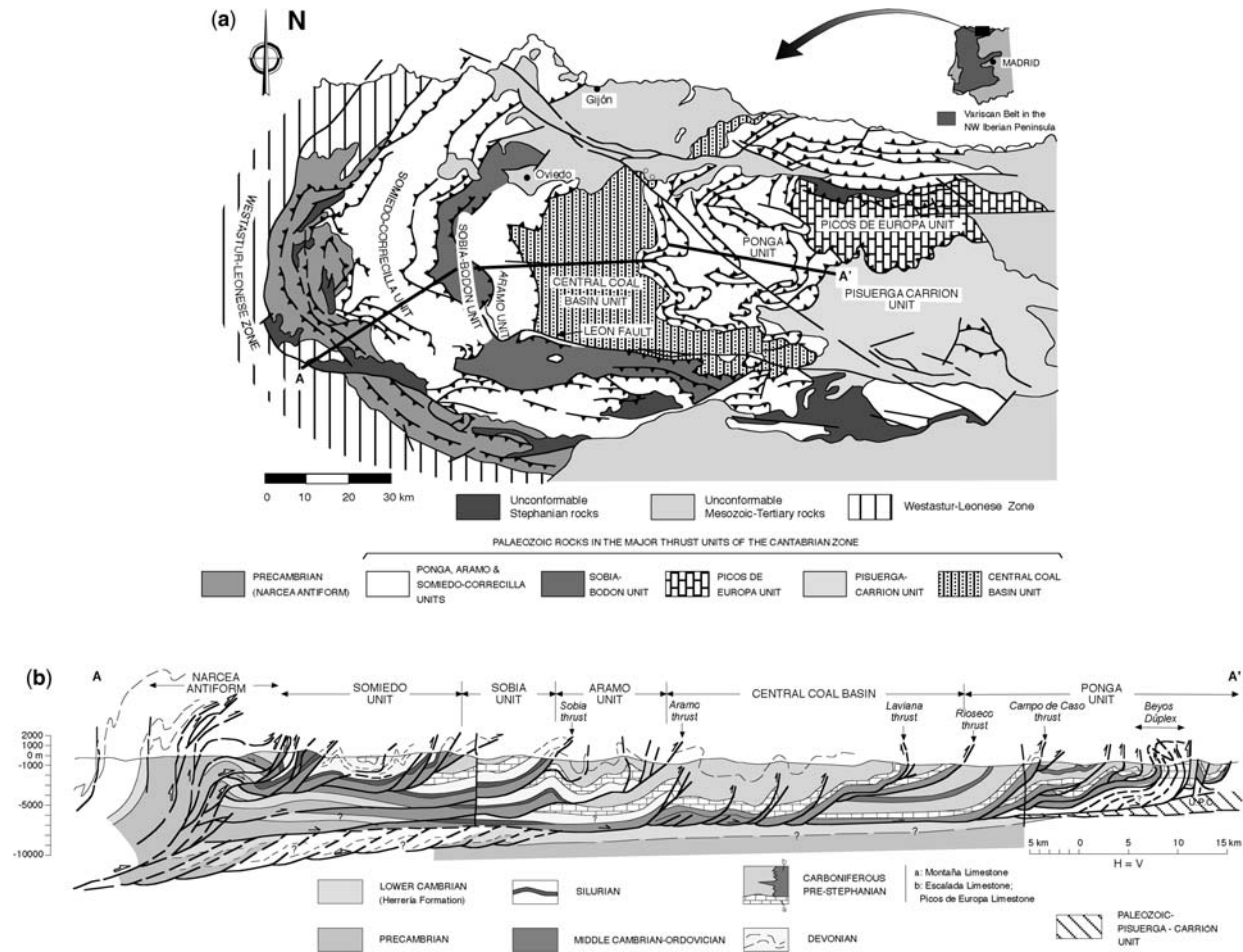 (a)
N
MADRID
Variscan Belt in the
NW Iberian Peninsula
Gijón
Oviedo
WESTASTUR-LEONESE ZONE
SOMIEDO-CORRECILLA UNIT
SOBIA-BODON UNIT
ARAMO UNIT
CENTRAL COAL
BASIN UNIT
LEON FAULT
PONGA
UNIT
PICOS DE EUROPA UNIT
PISUERGA CARRION
UNIT
A
A'
0 10 20 30 km
Unconformable
Stephanian rocks
Unconformable
Mesozoic-Tertiary rocks
Westastur-Leonese Zone
PALAEOZOIC ROCKS IN THE MAJOR THRUST UNITS OF THE CANTABRIAN ZONE
PRECAMBRIAN
(NARCEA ANTIFORM)
PONGA, ARAMO &
SOMIEDO-CORRECILLA
UNITS
SOBIA-
BODON UNIT
PICOS DE
EUROPA UNIT
PISUERGA-
CARRION UNIT
CENTRAL COAL
BASIN UNIT
(b)
A
A'
NARCEA
ANTIFORM
SOMIEDO
UNIT
SOBIA
UNIT
ARAMO
UNIT
CENTRAL COAL BASIN
PONGA
UNIT
Sobia
thrust
Aramo
thrust
Laviana
thrust
Rioseco
thrust
Campo de Caso
thrust
Beyos
Dúplex
2000
1000
0 m
-1000
-5000
-10000
?
?
?
?
?
?
U.P.C.
5 km 0 5 10 15 km
H = V
LOWER CAMBRIAN
(Herrería Formation)
SILURIAN
CARBONIFEROUS
PRE-STEPHANIAN
a: Montaña Limestone
b: Escalada Limestone;
Picos de Europa Limestone
PRECAMBRIAN
MIDDLE CAMBRIAN-ORDOVICIAN
DEVONIAN
PALEOZOIC-
PISUERGA - CARRION
UNIT